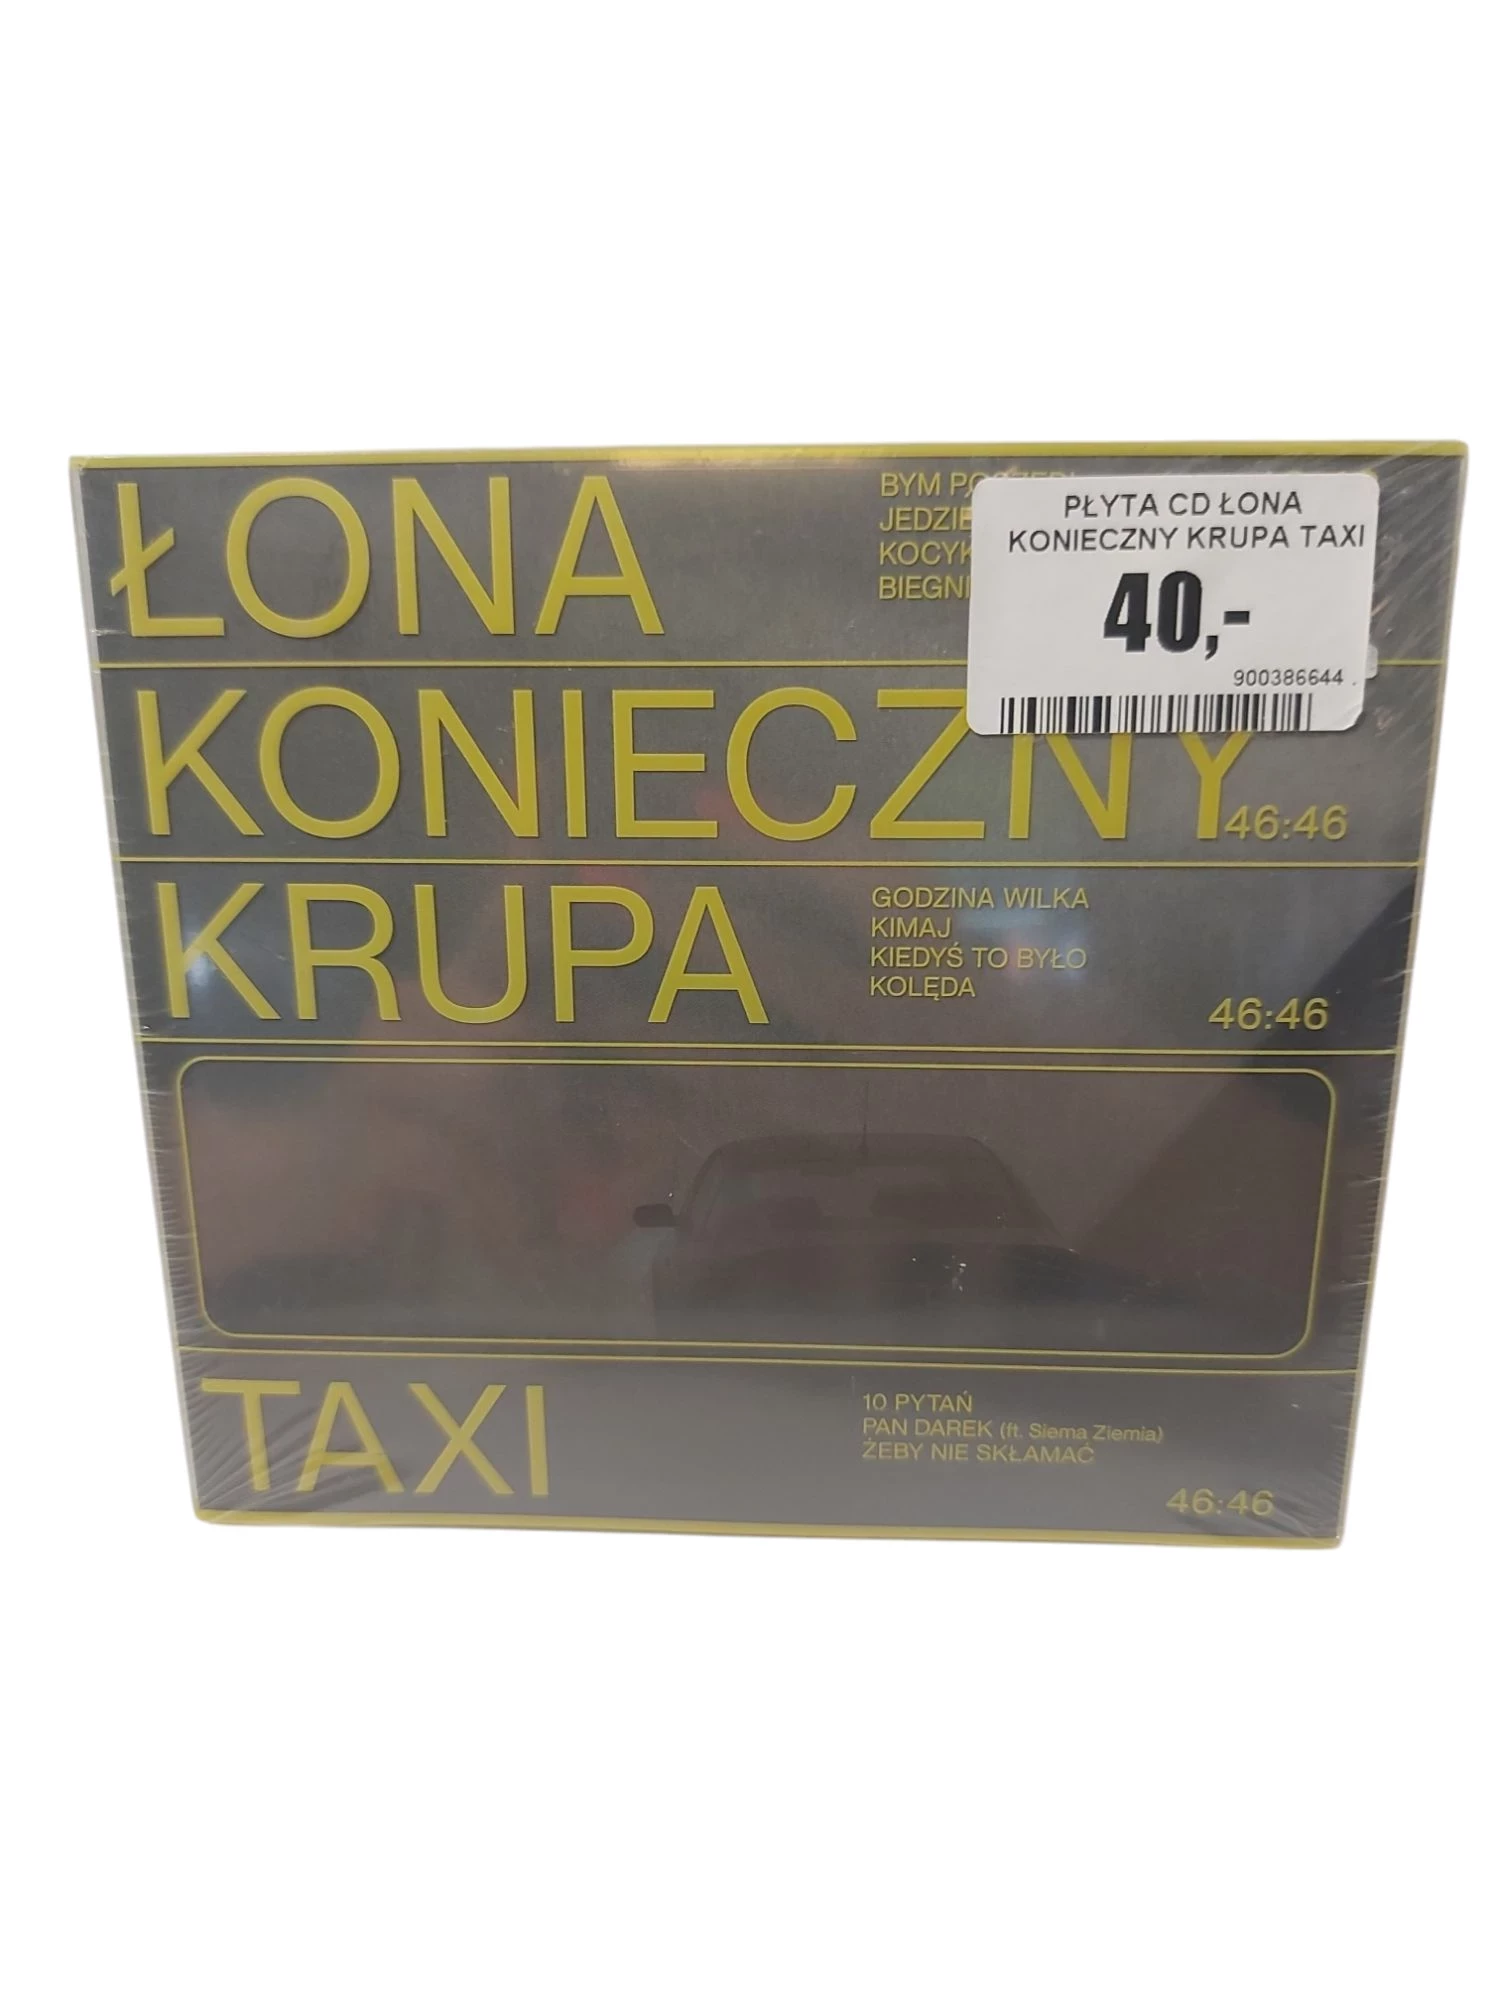 ŁONA
BYM
JEDZIE
KOCYK
BIEGNI
PŁYTA CD ŁONA
KONIECZNY KRUPA TAXI
40,-
900386644
KONIECZNY
46:46
KRUPA
GODZINA WILKA
KIMAJ
KIEDYŚ TO BYŁO
KOLĘDA
46:46
TAXI
10 PYTAŃ
PAN DAREK (ft. Siema Ziemia)
ŻEBY NIE SKŁAMAĆ
46:46